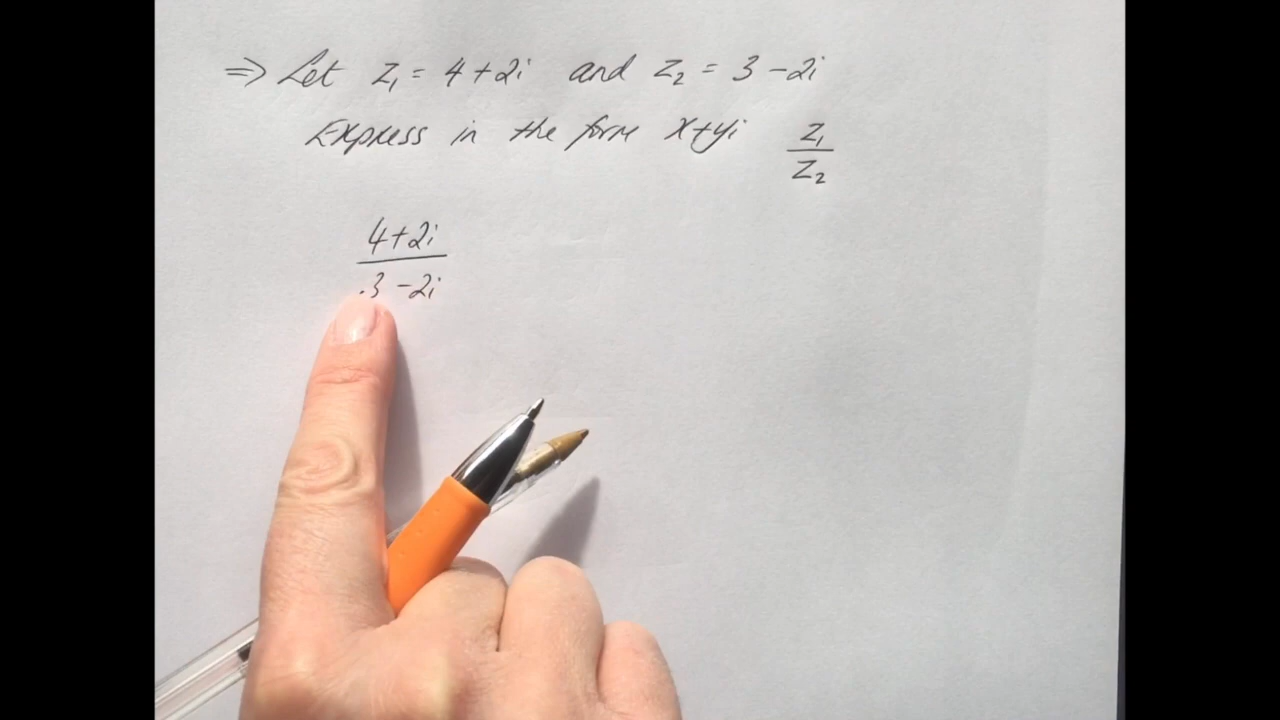 ⇒ Let z₁ = 4 + 2i and z₂ = 3 - 2i
Express in the form x+yi z₁/z₂
4+2i
3 - 2i